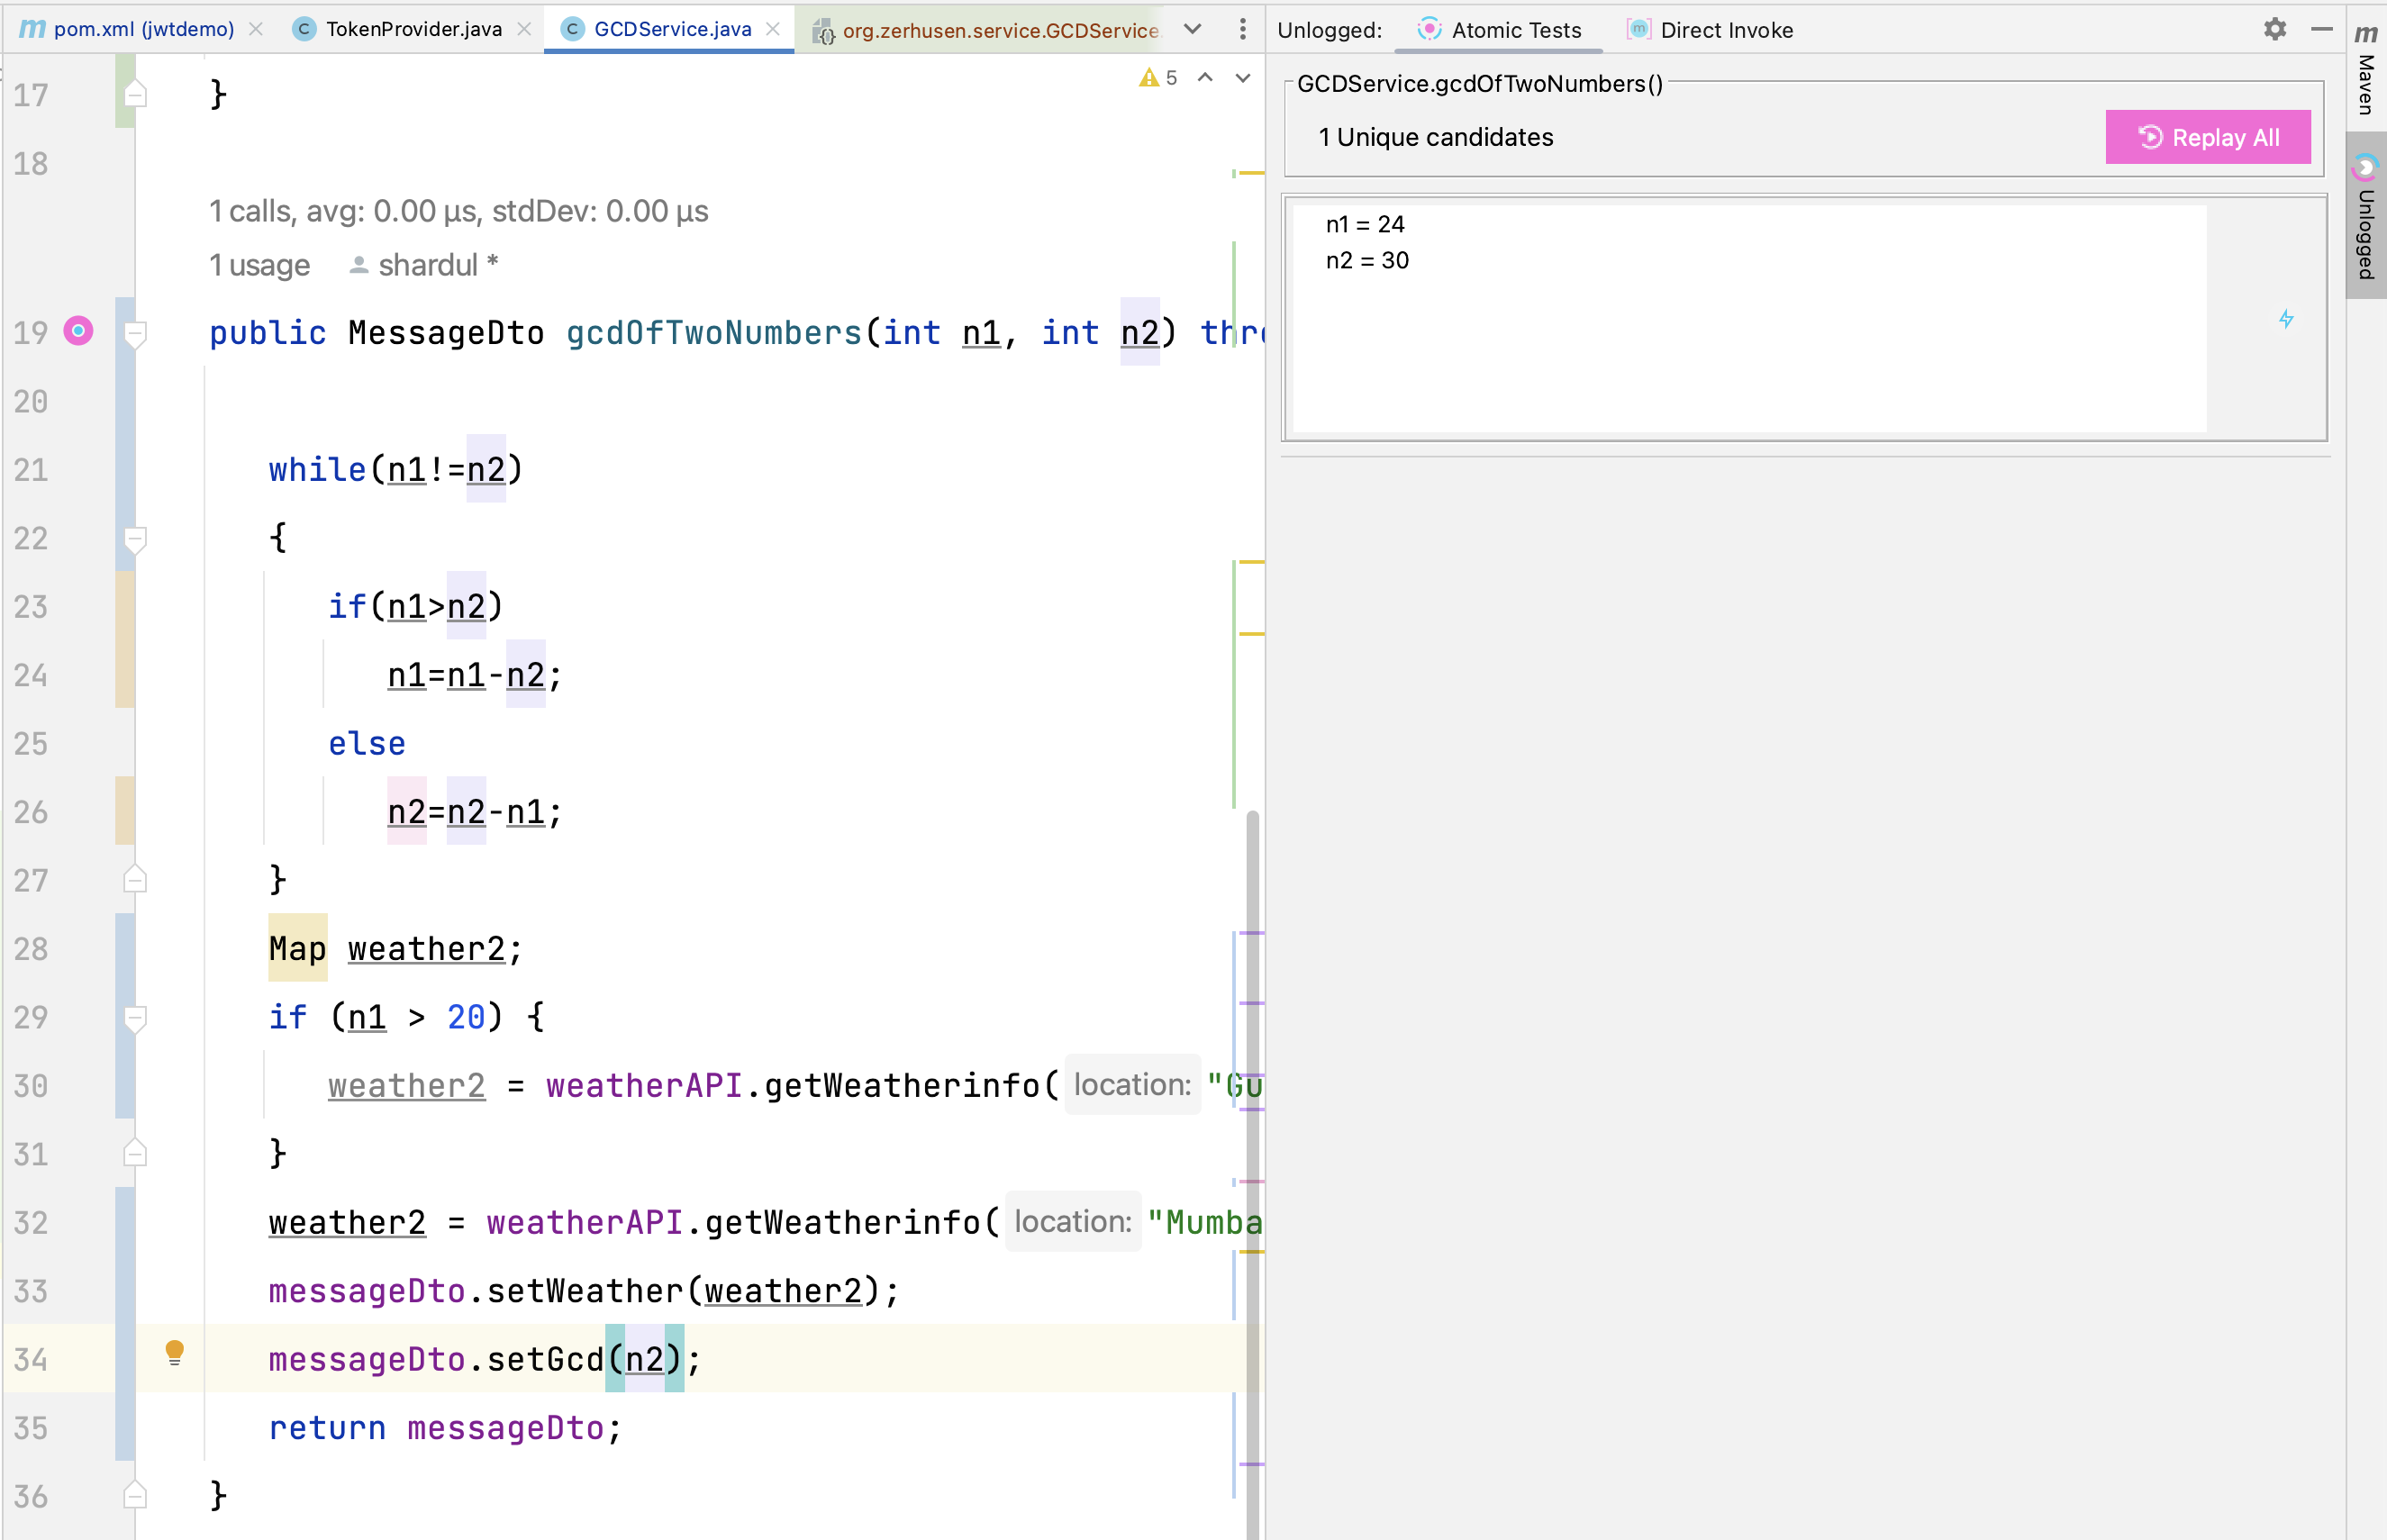 pom.xml (jwtdemo) TokenProvider.java GCDService.java org.zerhusen.service.GCDService.
17 }
18
1 calls, avg: 0.00 µs, stdDev: 0.00 µs
1 usage shardul *
19 public MessageDto gcdOfTwoNumbers(int n1, int n2) thr
20
21 while(n1!=n2)
22 {
23 if(n1>n2)
24 n1=n1-n2;
25 else
26 n2=n2-n1;
27 }
28 Map weather2;
29 if (n1 > 20) {
30 weather2 = weatherAPI.getWeatherinfo( location: "Gu
31 }
32 weather2 = weatherAPI.getWeatherinfo( location: "Mumba
33 messageDto.setWeather(weather2);
34 messageDto.setGcd(n2);
35 return messageDto;
36 }
5
Unlogged: Atomic Tests Direct Invoke
GCDService.gcdOfTwoNumbers()
1 Unique candidates Replay All
n1 = 24
n2 = 30
Maven
Unlogged